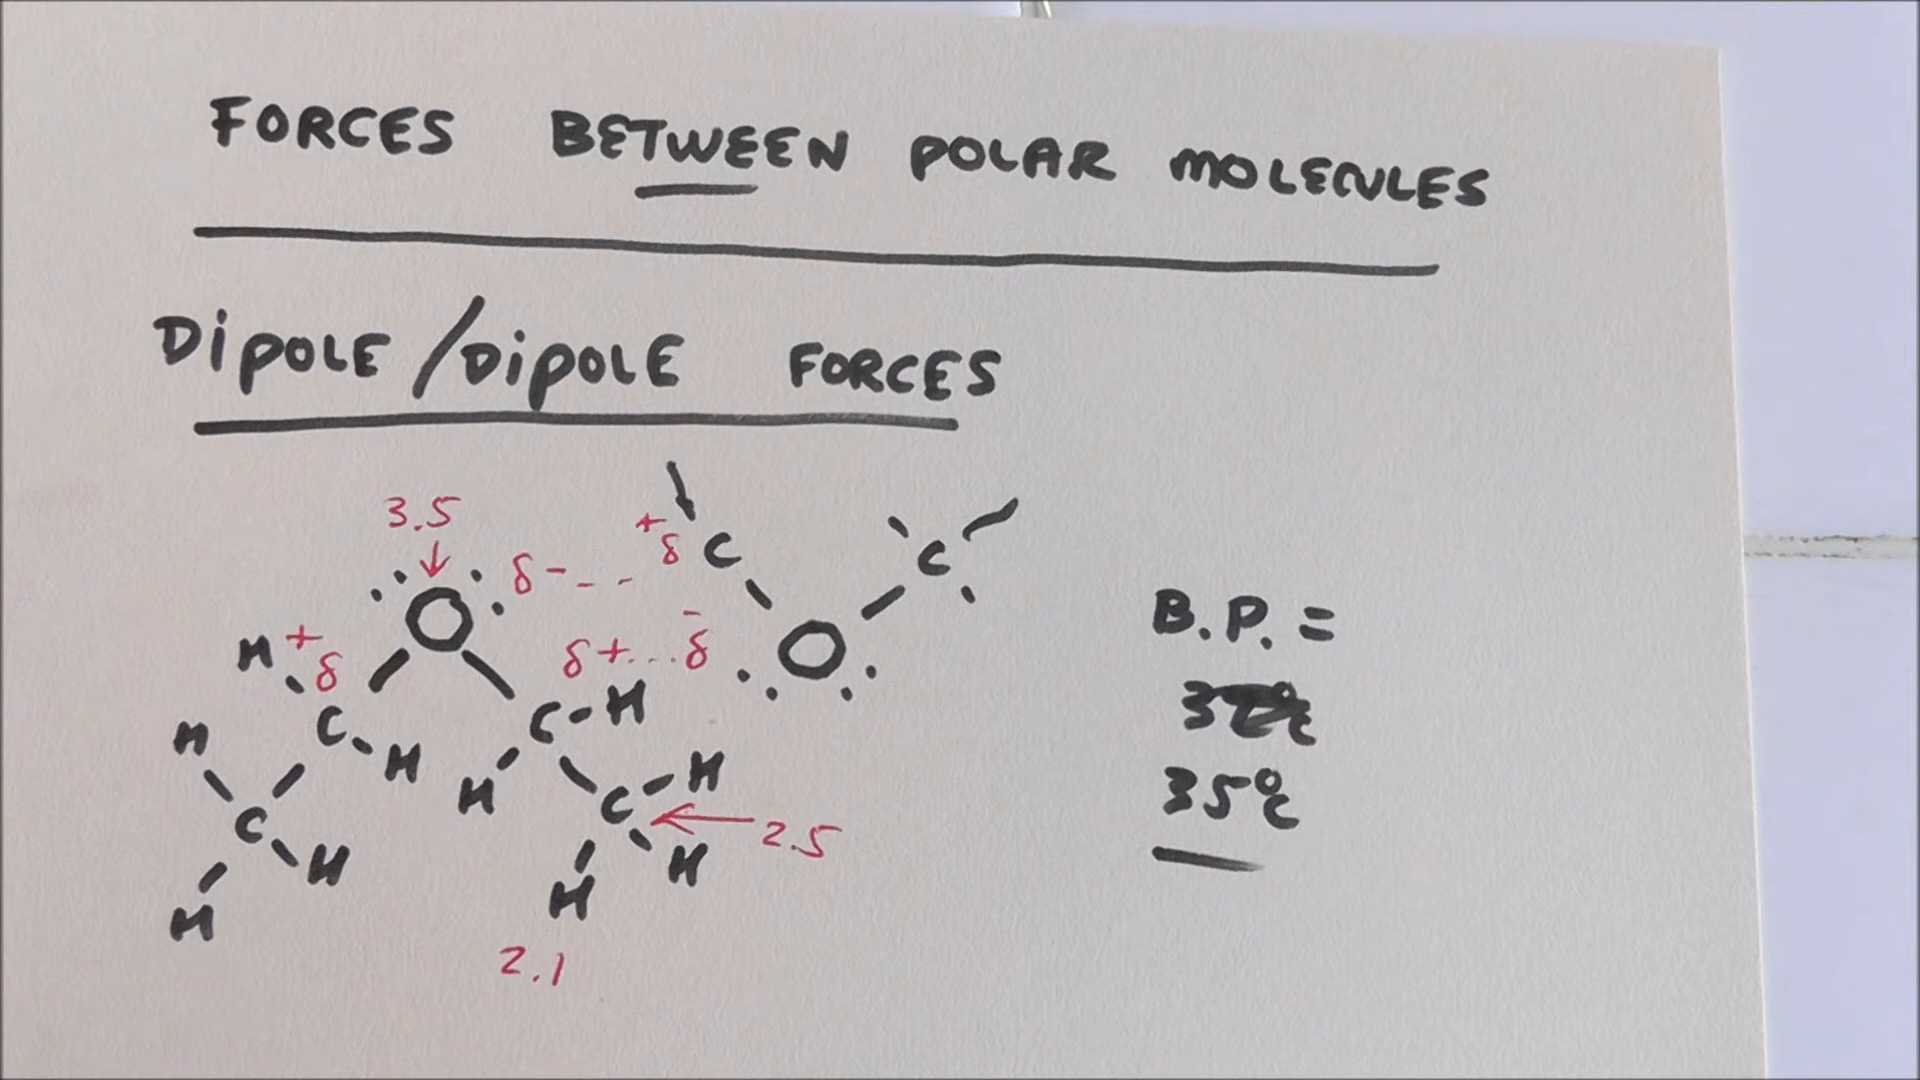 FORCES BETWEEN POLAR MOLECULES
DipOLE/DipOLE FORCES
3.5
+
δ C C
O δ - - -
H + δ δ + ... δ -
O
C H C - H
H C H H C - H
C H H H 2.5
H H
2.1
B.P. =
35°C